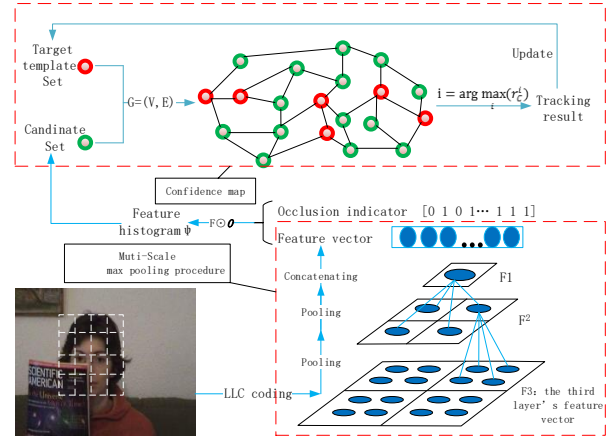 Target
template
Set
Candinate
Set
G=(V, E)
i = arg max(r_c^i)
i
Update
Tracking
result
Confidence map
Feature
histogram ψ
F⊙o
Occlusion indicator [0 1 0 1… 1 1 1]
Feature vector
Muti-Scale
max pooling procedure
Concatenating
Pooling
Pooling
LLC coding
F1
F²
F3: the third
layer's feature
vector
SCIENTIFIC
AMERICAN